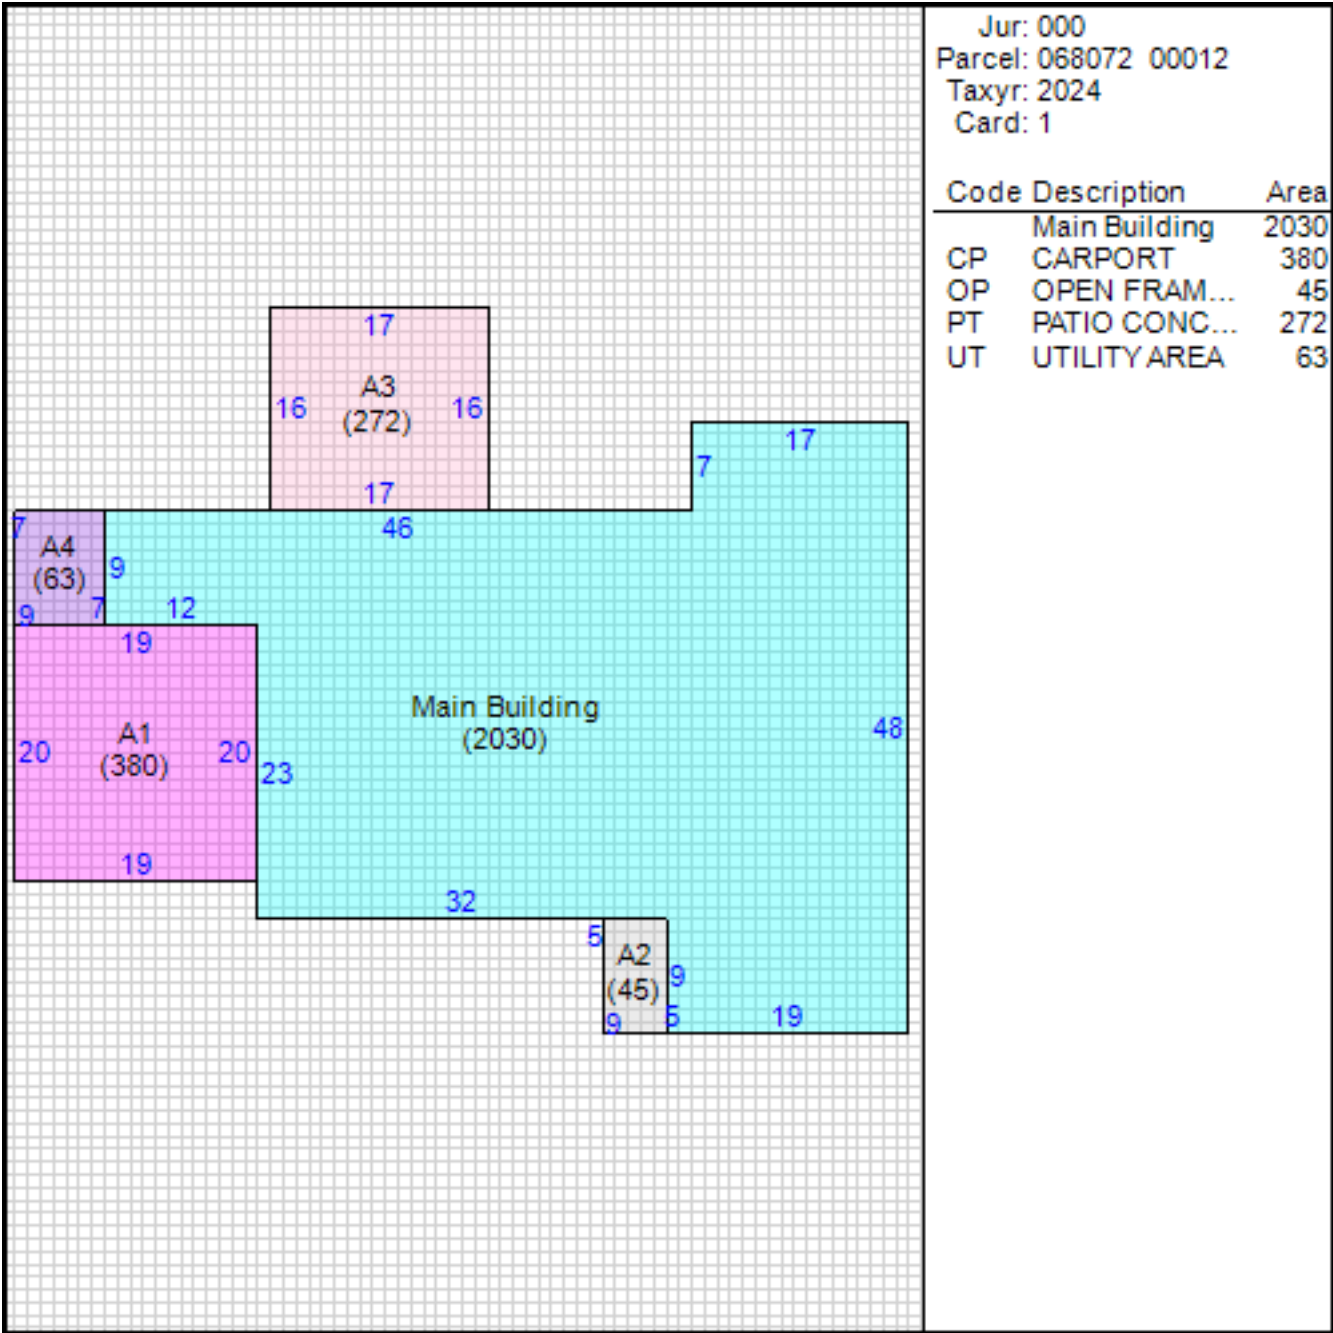 Jur: 000
Parcel: 068072 00012
Taxyr: 2024
Card: 1
Code Description Area
Main Building 2030
CP CARPORT 380
OP OPEN FRAM... 45
PT PATIO CONC... 272
UT UTILITY AREA 63
17
A3
16 16
(272)
17
17
7
46
7
A4
9
(63)
9 7 12
19
Main Building
(2030)
48
A1
20 20
(380)
23
19
32
5
A2
9
(45)
9 5 19